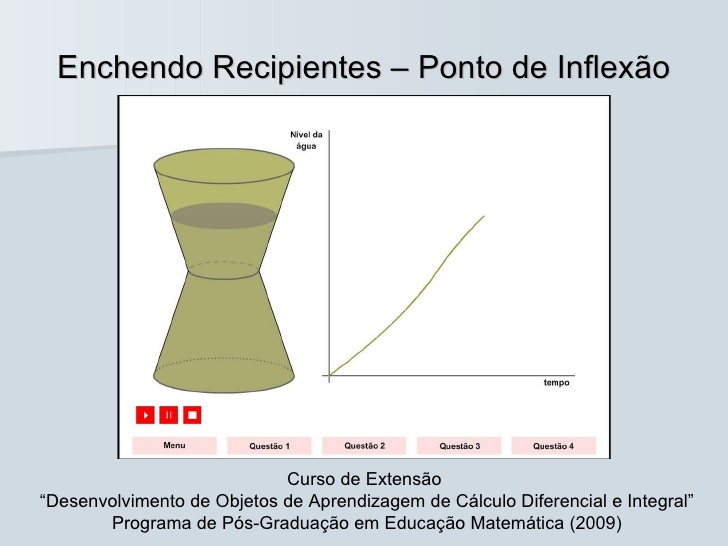 Enchendo Recipientes – Ponto de Inflexão
Nível da
água
tempo
Menu
Questão 1
Questão 2
Questão 3
Questão 4
Curso de Extensão
“Desenvolvimento de Objetos de Aprendizagem de Cálculo Diferencial e Integral”
Programa de Pós-Graduação em Educação Matemática (2009)